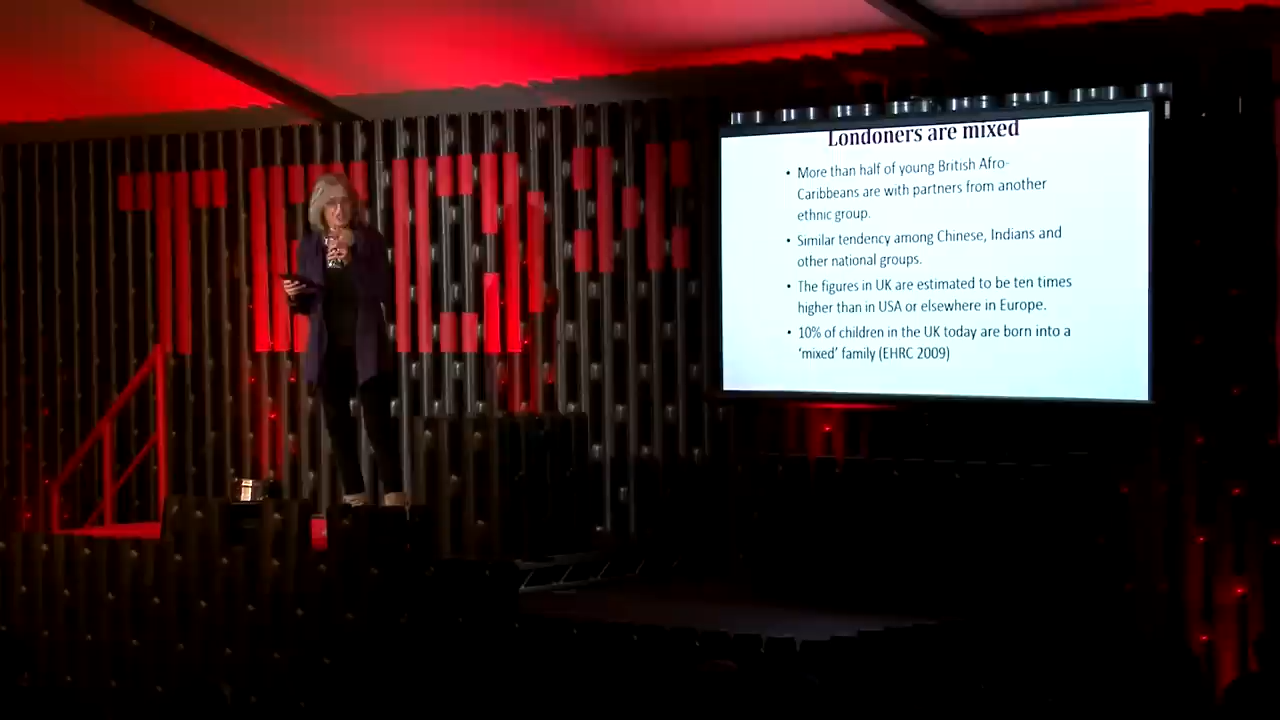 TEDx
Londoners are mixed
• More than half of young British Afro-
Caribbeans are with partners from another
ethnic group.
• Similar tendency among Chinese, Indians and
other national groups.
• The figures in UK are estimated to be ten times
higher than in USA or elsewhere in Europe.
• 10% of children in the UK today are born into a
'mixed' family (EHRC 2009)